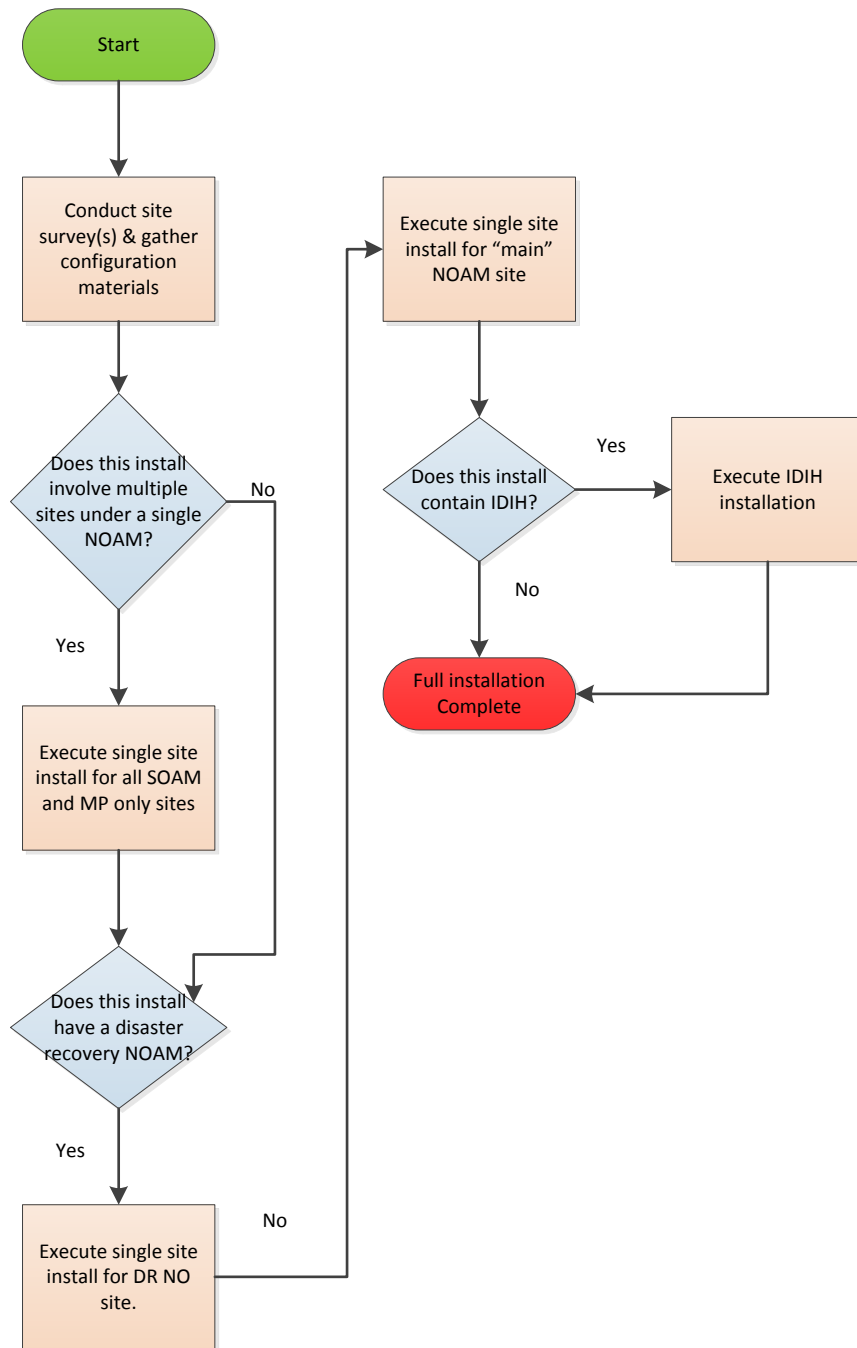 Start
Conduct site
survey(s) & gather
configuration
materials
Does this install
involve multiple
sites under a single
NOAM?
No
Yes
Execute single site
install for all SOAM
and MP only sites
Does this install
have a disaster
recovery NOAM?
Yes
No
Execute single site
install for DR NO
site.
Execute single site
install for “main”
NOAM site
Does this install
contain IDIH?
Yes
No
Execute IDIH
installation
Full installation
Complete